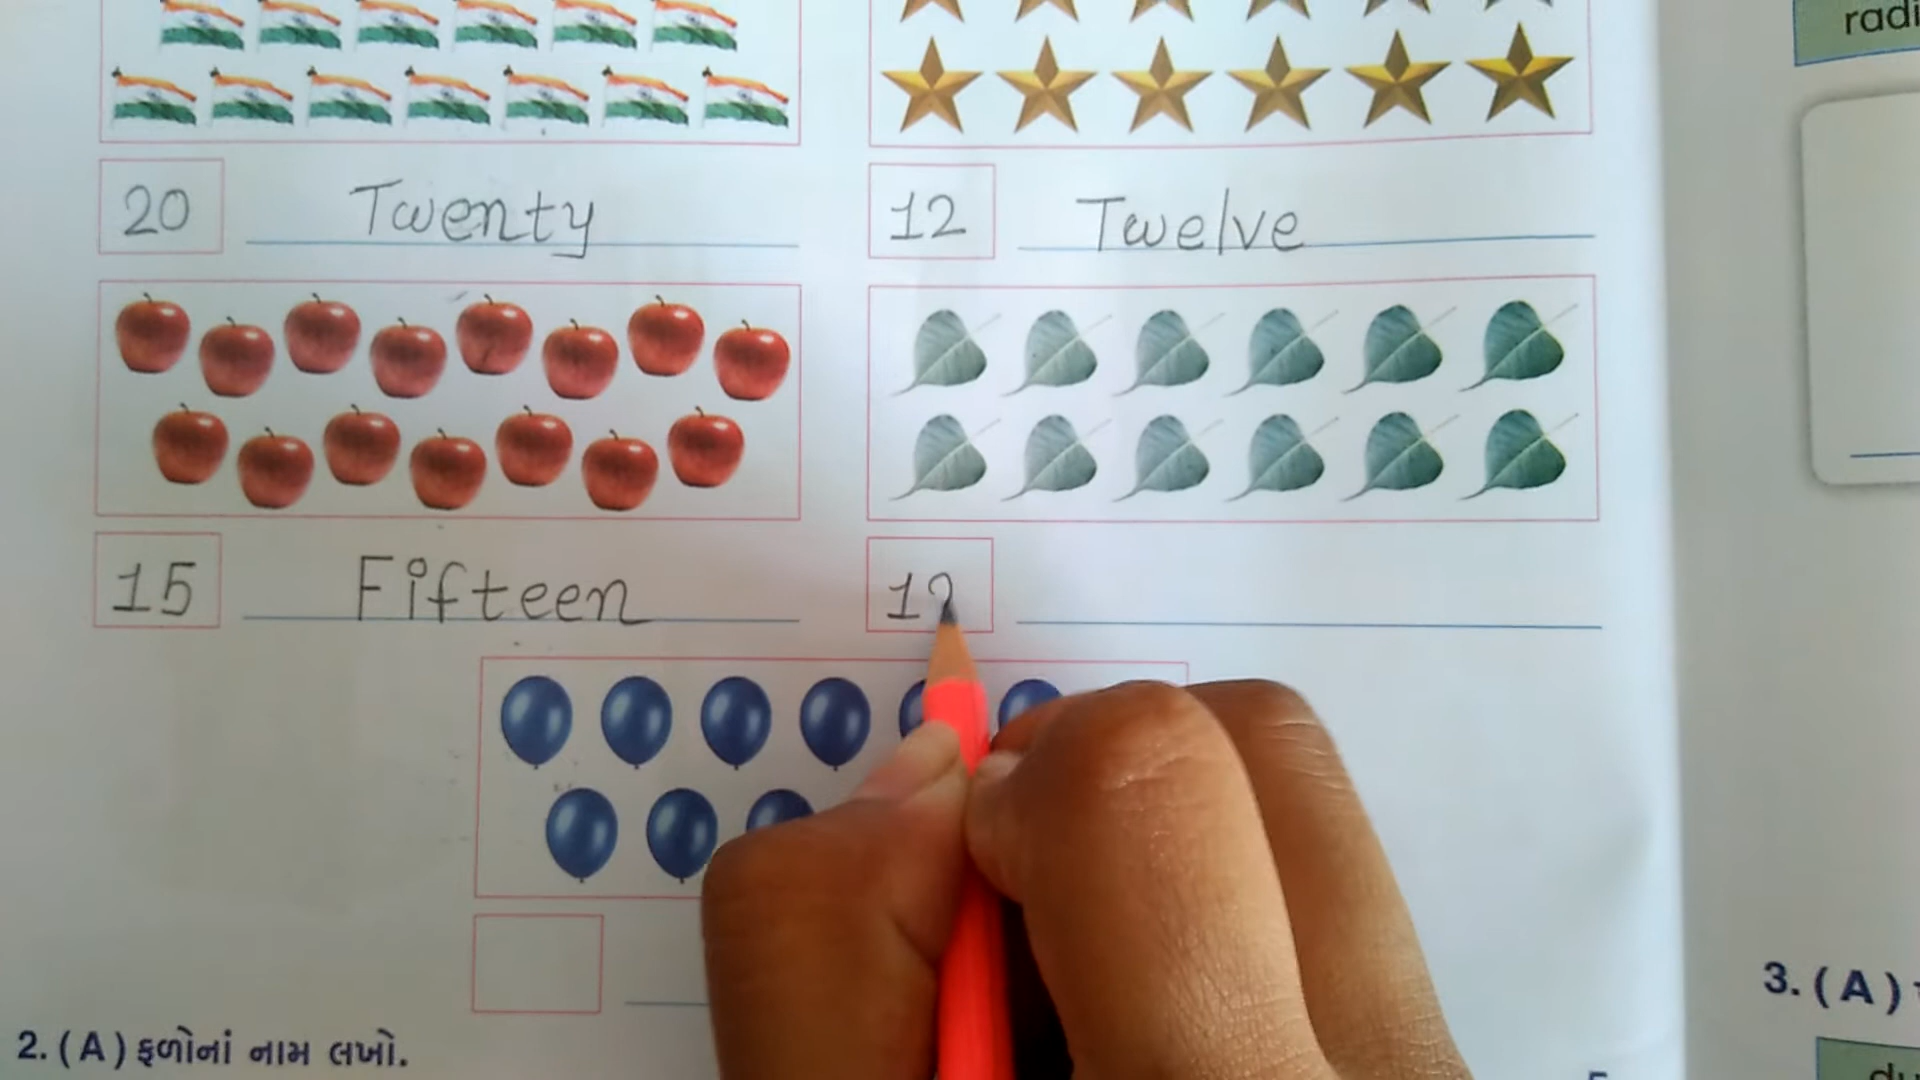 radi
20 Twenty
12 Twelve
15 Fifteen
12
2. (A) ફળોનાં નામ લખો.
3. (A)